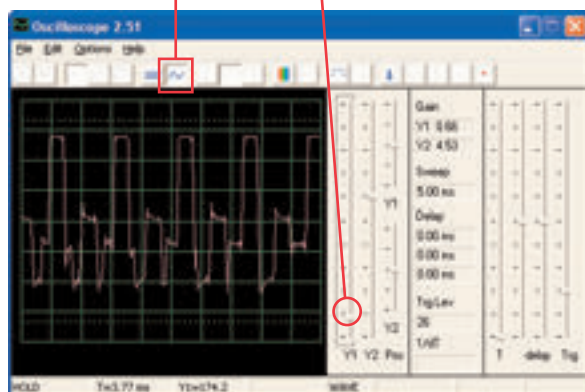 Oscilloscope 2.51
File Edit Options Help
Gain
Y1 0.66
Y2 4.53
Sweep
5.00 ms
Delay
0.00 ms
0.00 ms
0.00 ms
Trg Lev
26
Y1
Y2
Y1 Y2 Pos
T delay Trg
HOLD T=3.77 ms Y1=174.2 WAVE